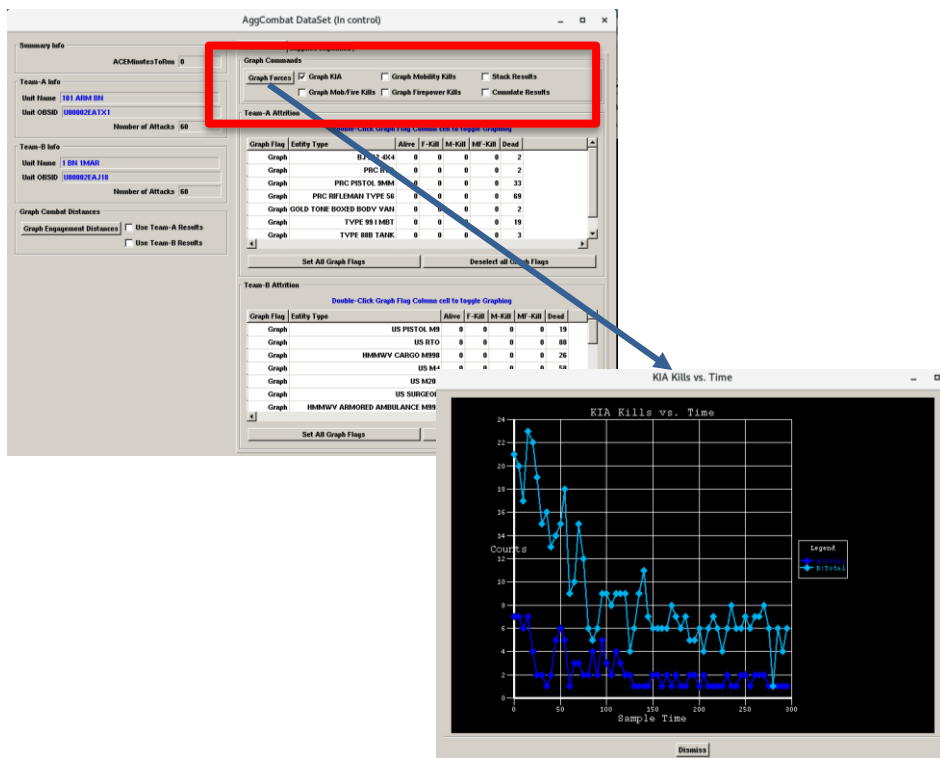 AggCombat DataSet (In control)
Summary Info
ACEMinutesToRun 0
Team-A Info
Unit Name 101 ARM BN
Unit OBSID U00002EATX1
Number of Attacks 60
Team-B Info
Unit Name 1 BN 1MAR
Unit OBSID U00002EAJ18
Number of Attacks 60
Graph Combat Distances
Graph Engagement Distances Use Team-A Results
Use Team-B Results
Graph Commands
Graph Forces Graph KIA Graph Mobility Kills Stack Results
Graph Mob/Fire Kills Graph Firepower Kills Cumulate Results
Team-A Attrition
Double-Click Graph Flag Column cell to toggle Graphing
Graph Flag Entity Type Alive F-Kill M-Kill MF-Kill Dead
Graph 4X4 0 0 0 0 2
Graph PRC 0 0 0 2
Graph PRC PISTOL 9MM 0 0 0 33
Graph PRC RIFLEMAN TYPE 56 0 0 0 69
Graph GOLD TONE BOXED BODY VAN 0 0 0 2
Graph TYPE 99 I MBT 0 0 0 19
Graph TYPE 88B TANK 0 0 0 0 3
Set All Graph Flags Deselect all Graph Flags
Team-B Attrition
Double-Click Graph Flag Column cell to toggle Graphing
Graph Flag Entity Type Alive F-Kill M-Kill MF-Kill Dead
Graph US PISTOL M9 0 0 0 0 19
Graph US RTO 0 0 0 0 88
Graph HMMWV CARGO M998 0 0 0 0 26
Graph US M4 0 0 0 0 58
Graph US M20
Graph US SURGEO
Graph HMMWV ARMORED AMBULANCE M99
Set All Graph Flags
KIA Kills vs. Time
KIA Kills vs. Time
24
22
20
18
16
14
Counts
12
10
8
6
4
2
0
0 50 100 150 200 250 300
Sample Time
Legend
A:Total
B:Total
Dismiss